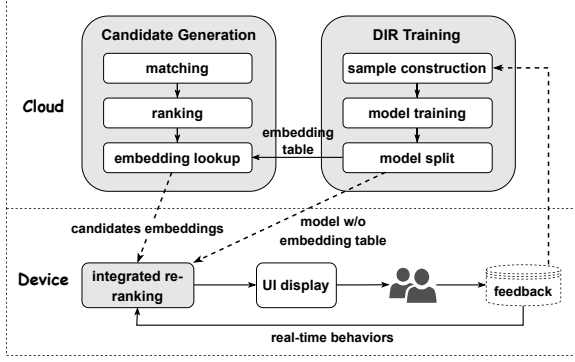 Candidate Generation
DIR Training
matching
sample construction
Cloud
ranking
model training
embedding
table
embedding lookup
model split
candidates embeddings
model w/o
embedding table
Device
integrated re-
ranking
UI display
feedback
real-time behaviors